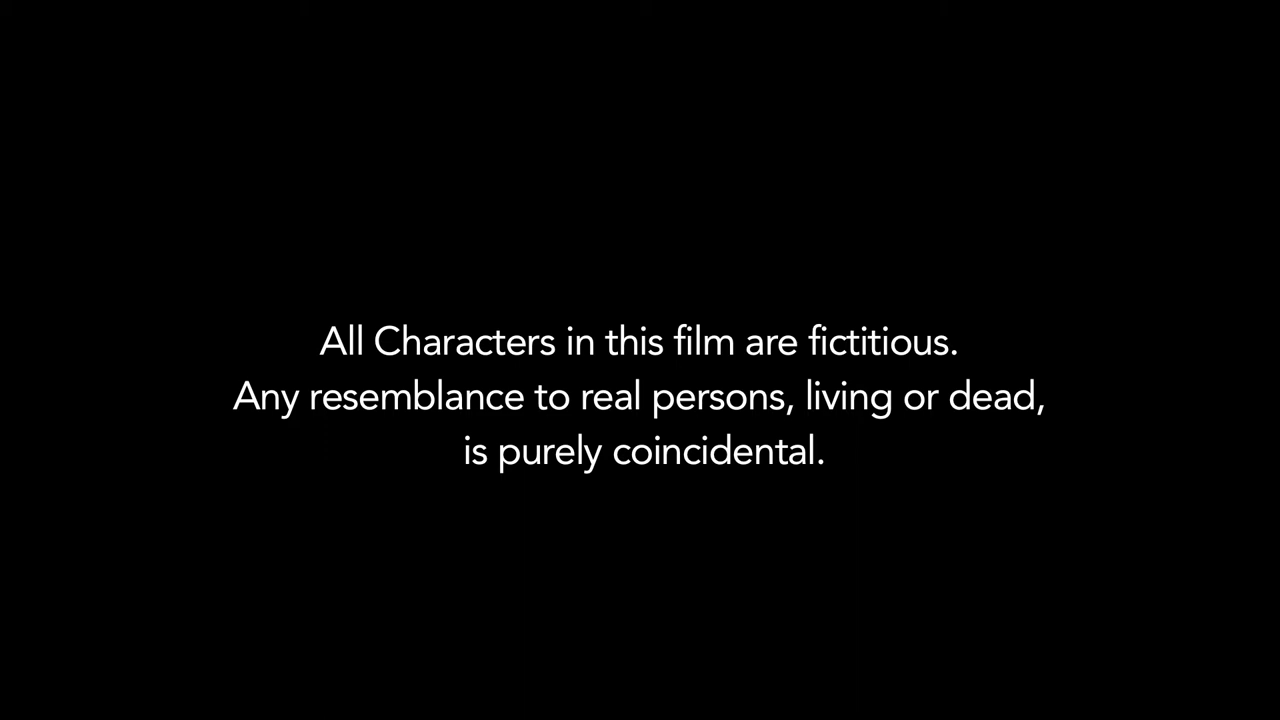 All Characters in this film are fictitious.
Any resemblance to real persons, living or dead,
is purely coincidental.